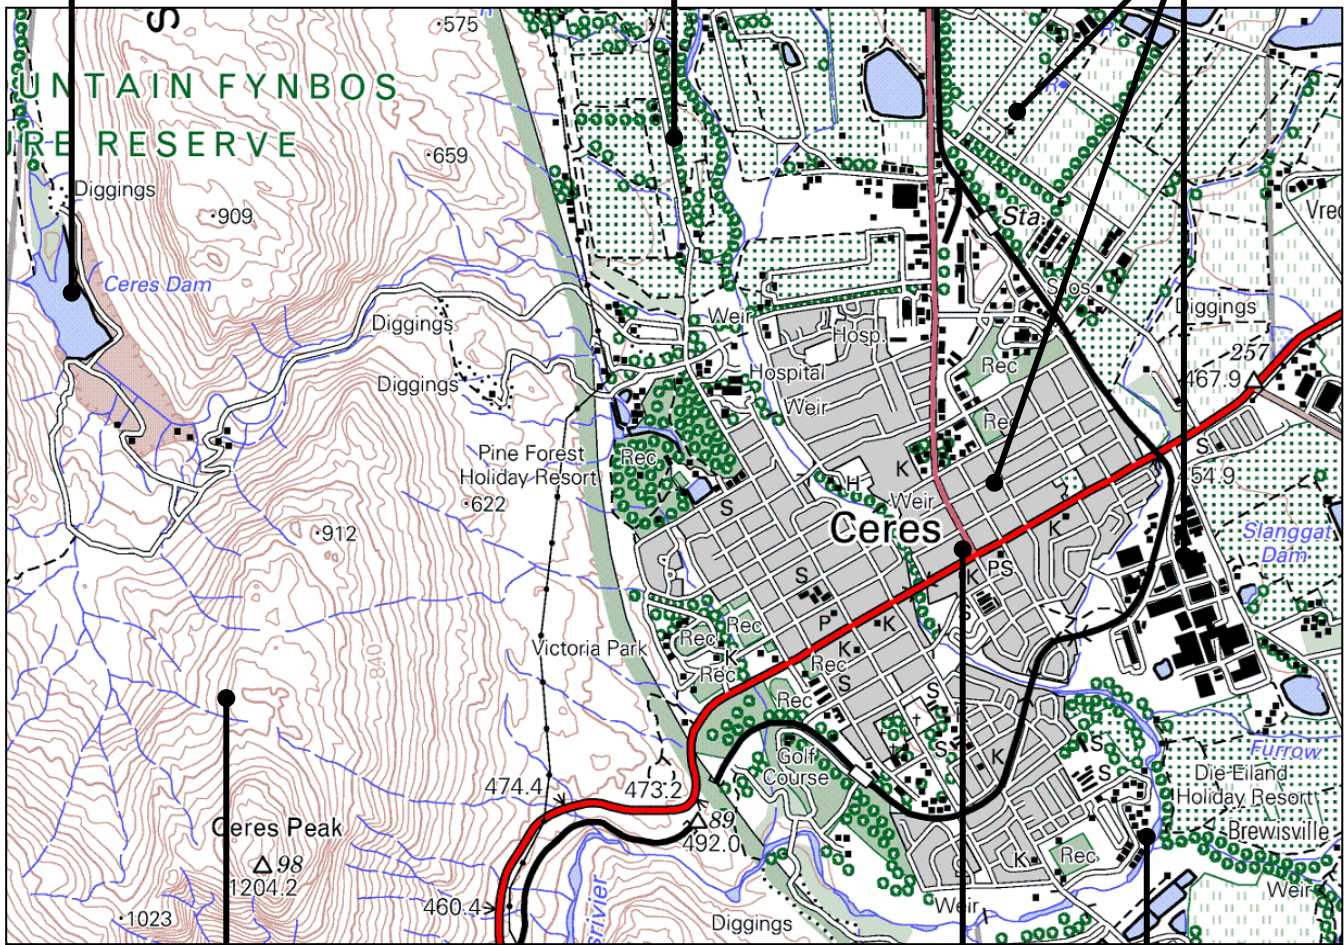 S
·575
UNTAIN FYNBOS
URE RESERVE
·659
Diggings
·909
R
R
Sta
Vred
Ceres Dam
Silos
Diggings
Weir
Diggings
Hosp.
257
467.9
Diggings
Hospital
Rec
Weir
Rec
Pine Forest
Holiday Resort
Rec
K
S
·622
H
54.9
Weir
S
·912
Ceres
K
Slanggat
Dam
PS
S
K
S
P
K
Rec
Victoria Park
Rec
K
K
Rec
Rec
840
S
S
Rec
S
K
S
Furrow
Golf
Course
S
Die Eiland
Holiday Resort
474.4
473.2
Ceres Peak
89
492.0
Brewisville
98
1204.2
K
Rec
Weir
·1023
460.4
Weir
srivier
Diggings